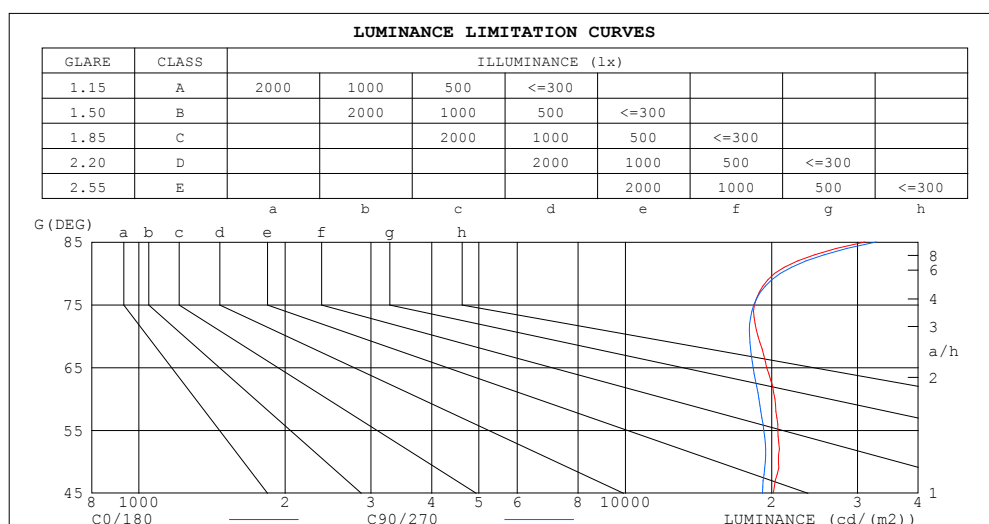 LUMINANCE LIMITATION CURVES
GLARE CLASS ILLUMINANCE (lx)
1.15 A 2000 1000 500 <=300
1.50 B 2000 1000 500 <=300
1.85 C 2000 1000 500 <=300
2.20 D 2000 1000 500 <=300
2.55 E 2000 1000 500 <=300
a b c d e f g h
G(DEG)
a b c d e f g h
85
8
6
75
4
3
a/h
65
2
55
45
1
8 1000 2 3 4 5 6 8 10000 2 3 4
C0/180 C90/270 LUMINANCE (cd/(m2))